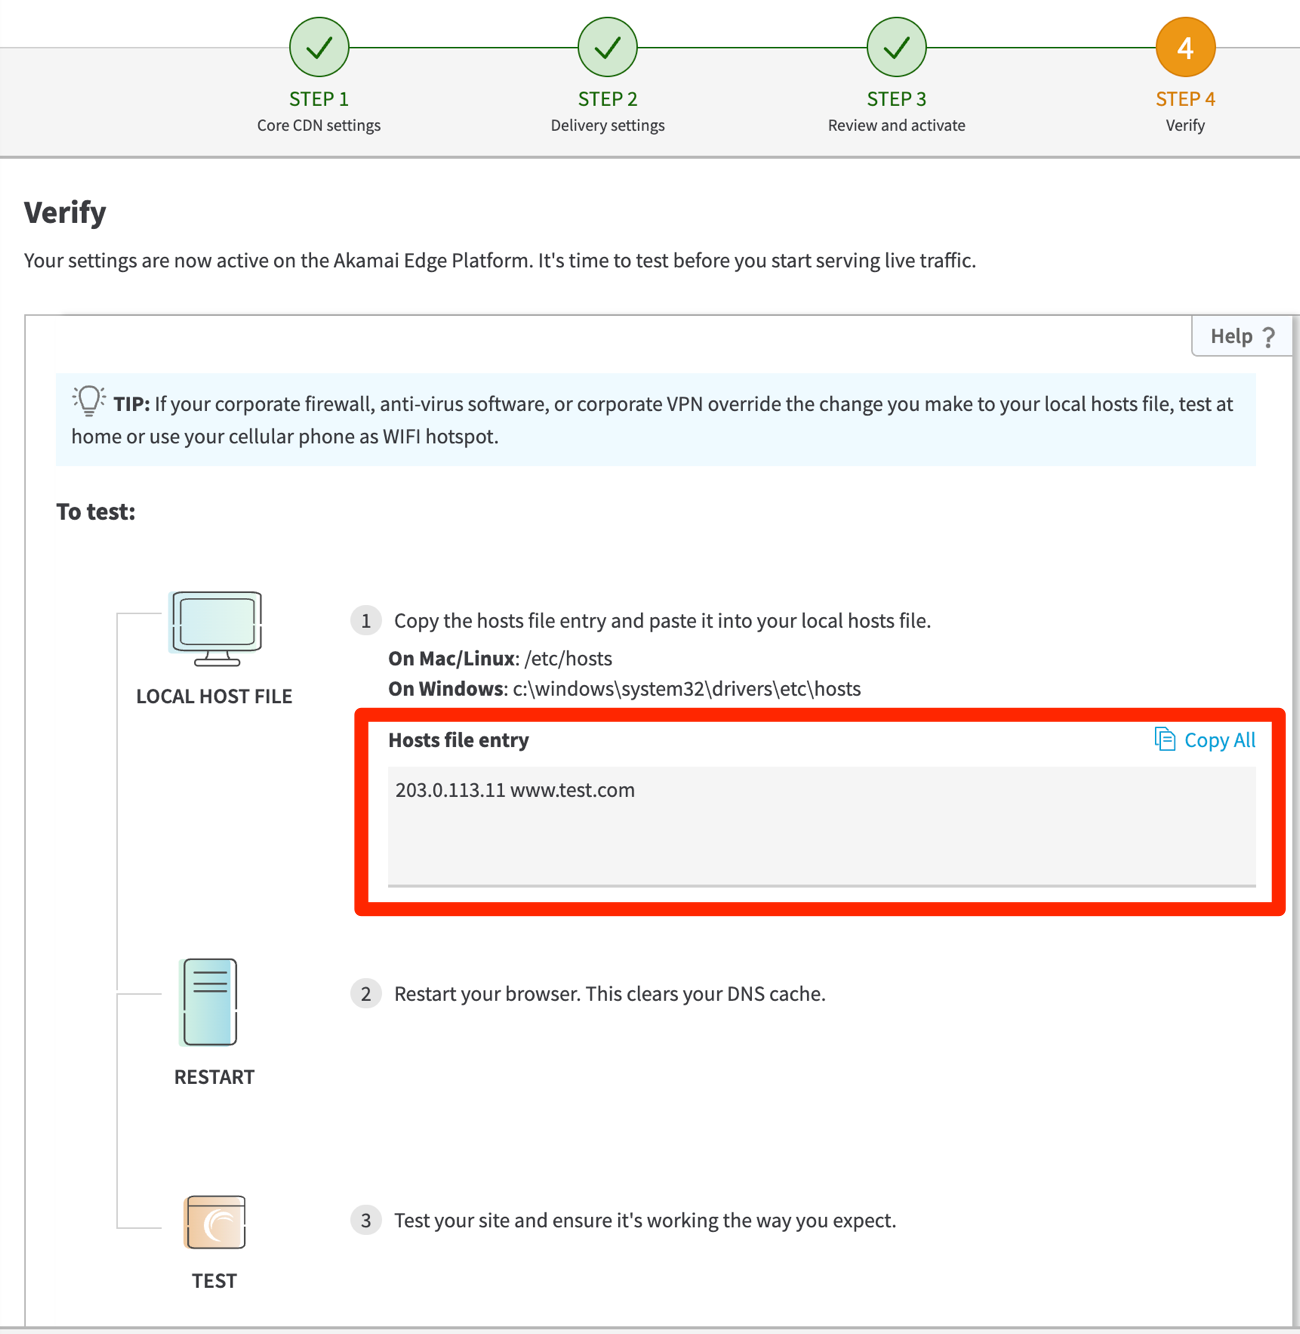 4
STEP 1
STEP 2
STEP 3
STEP 4
Core CDN settings
Delivery settings
Review and activate
Verify
Verify
Your settings are now active on the Akamai Edge Platform. It's time to test before you start serving live traffic.
Help ?
TIP: If your corporate firewall, anti-virus software, or corporate VPN override the change you make to your local hosts file, test at
home or use your cellular phone as WIFI hotspot.
To test:
LOCAL HOST FILE
1 Copy the hosts file entry and paste it into your local hosts file.
On Mac/Linux: /etc/hosts
On Windows: c:\windows\system32\drivers\etc\hosts
Hosts file entry
Copy All
203.0.113.11 www.test.com
2 Restart your browser. This clears your DNS cache.
RESTART
3 Test your site and ensure it's working the way you expect.
TEST